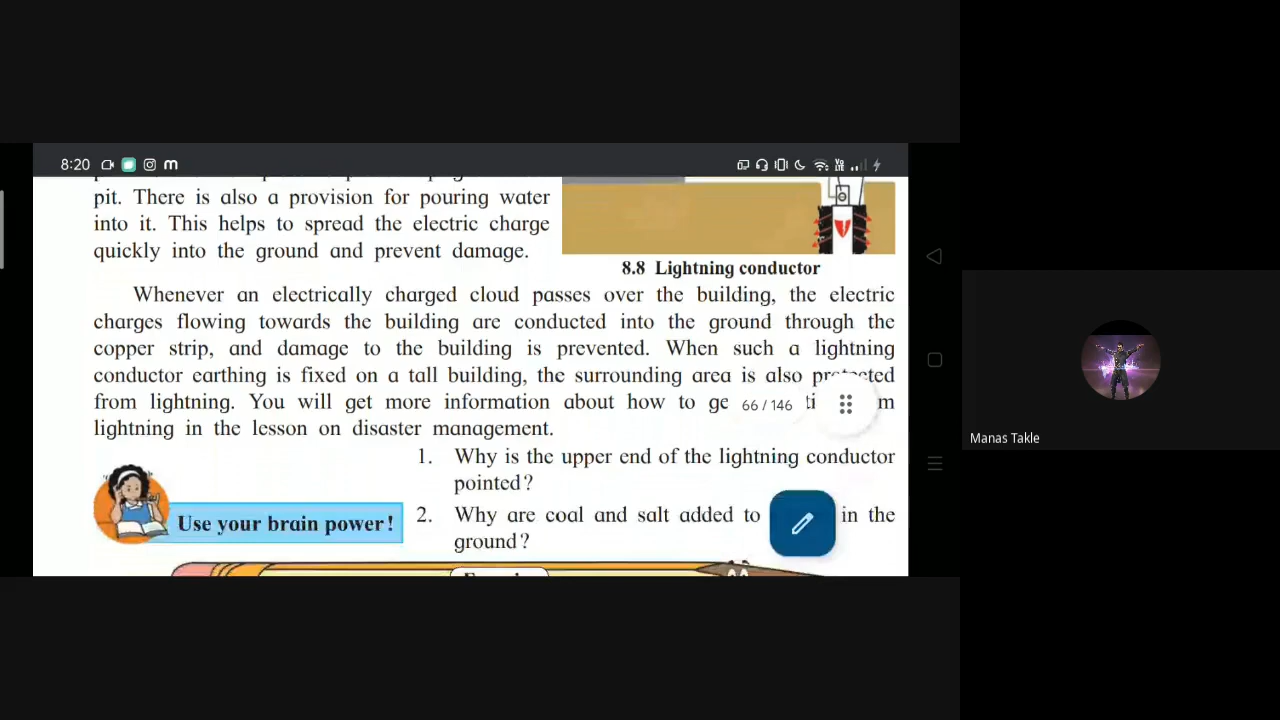 8:20
pit. There is also a provision for pouring water
into it. This helps to spread the electric charge
quickly into the ground and prevent damage.
8.8 Lightning conductor
Whenever an electrically charged cloud passes over the building, the electric
charges flowing towards the building are conducted into the ground through the
copper strip, and damage to the building is prevented. When such a lightning
conductor earthing is fixed on a tall building, the surrounding area is also protected
from lightning. You will get more information about how to ge
66 / 146
lightning in the lesson on disaster management.
1. Why is the upper end of the lightning conductor
pointed?
Use your brain power!
2. Why are coal and salt added to in the
ground?
Manas Takle